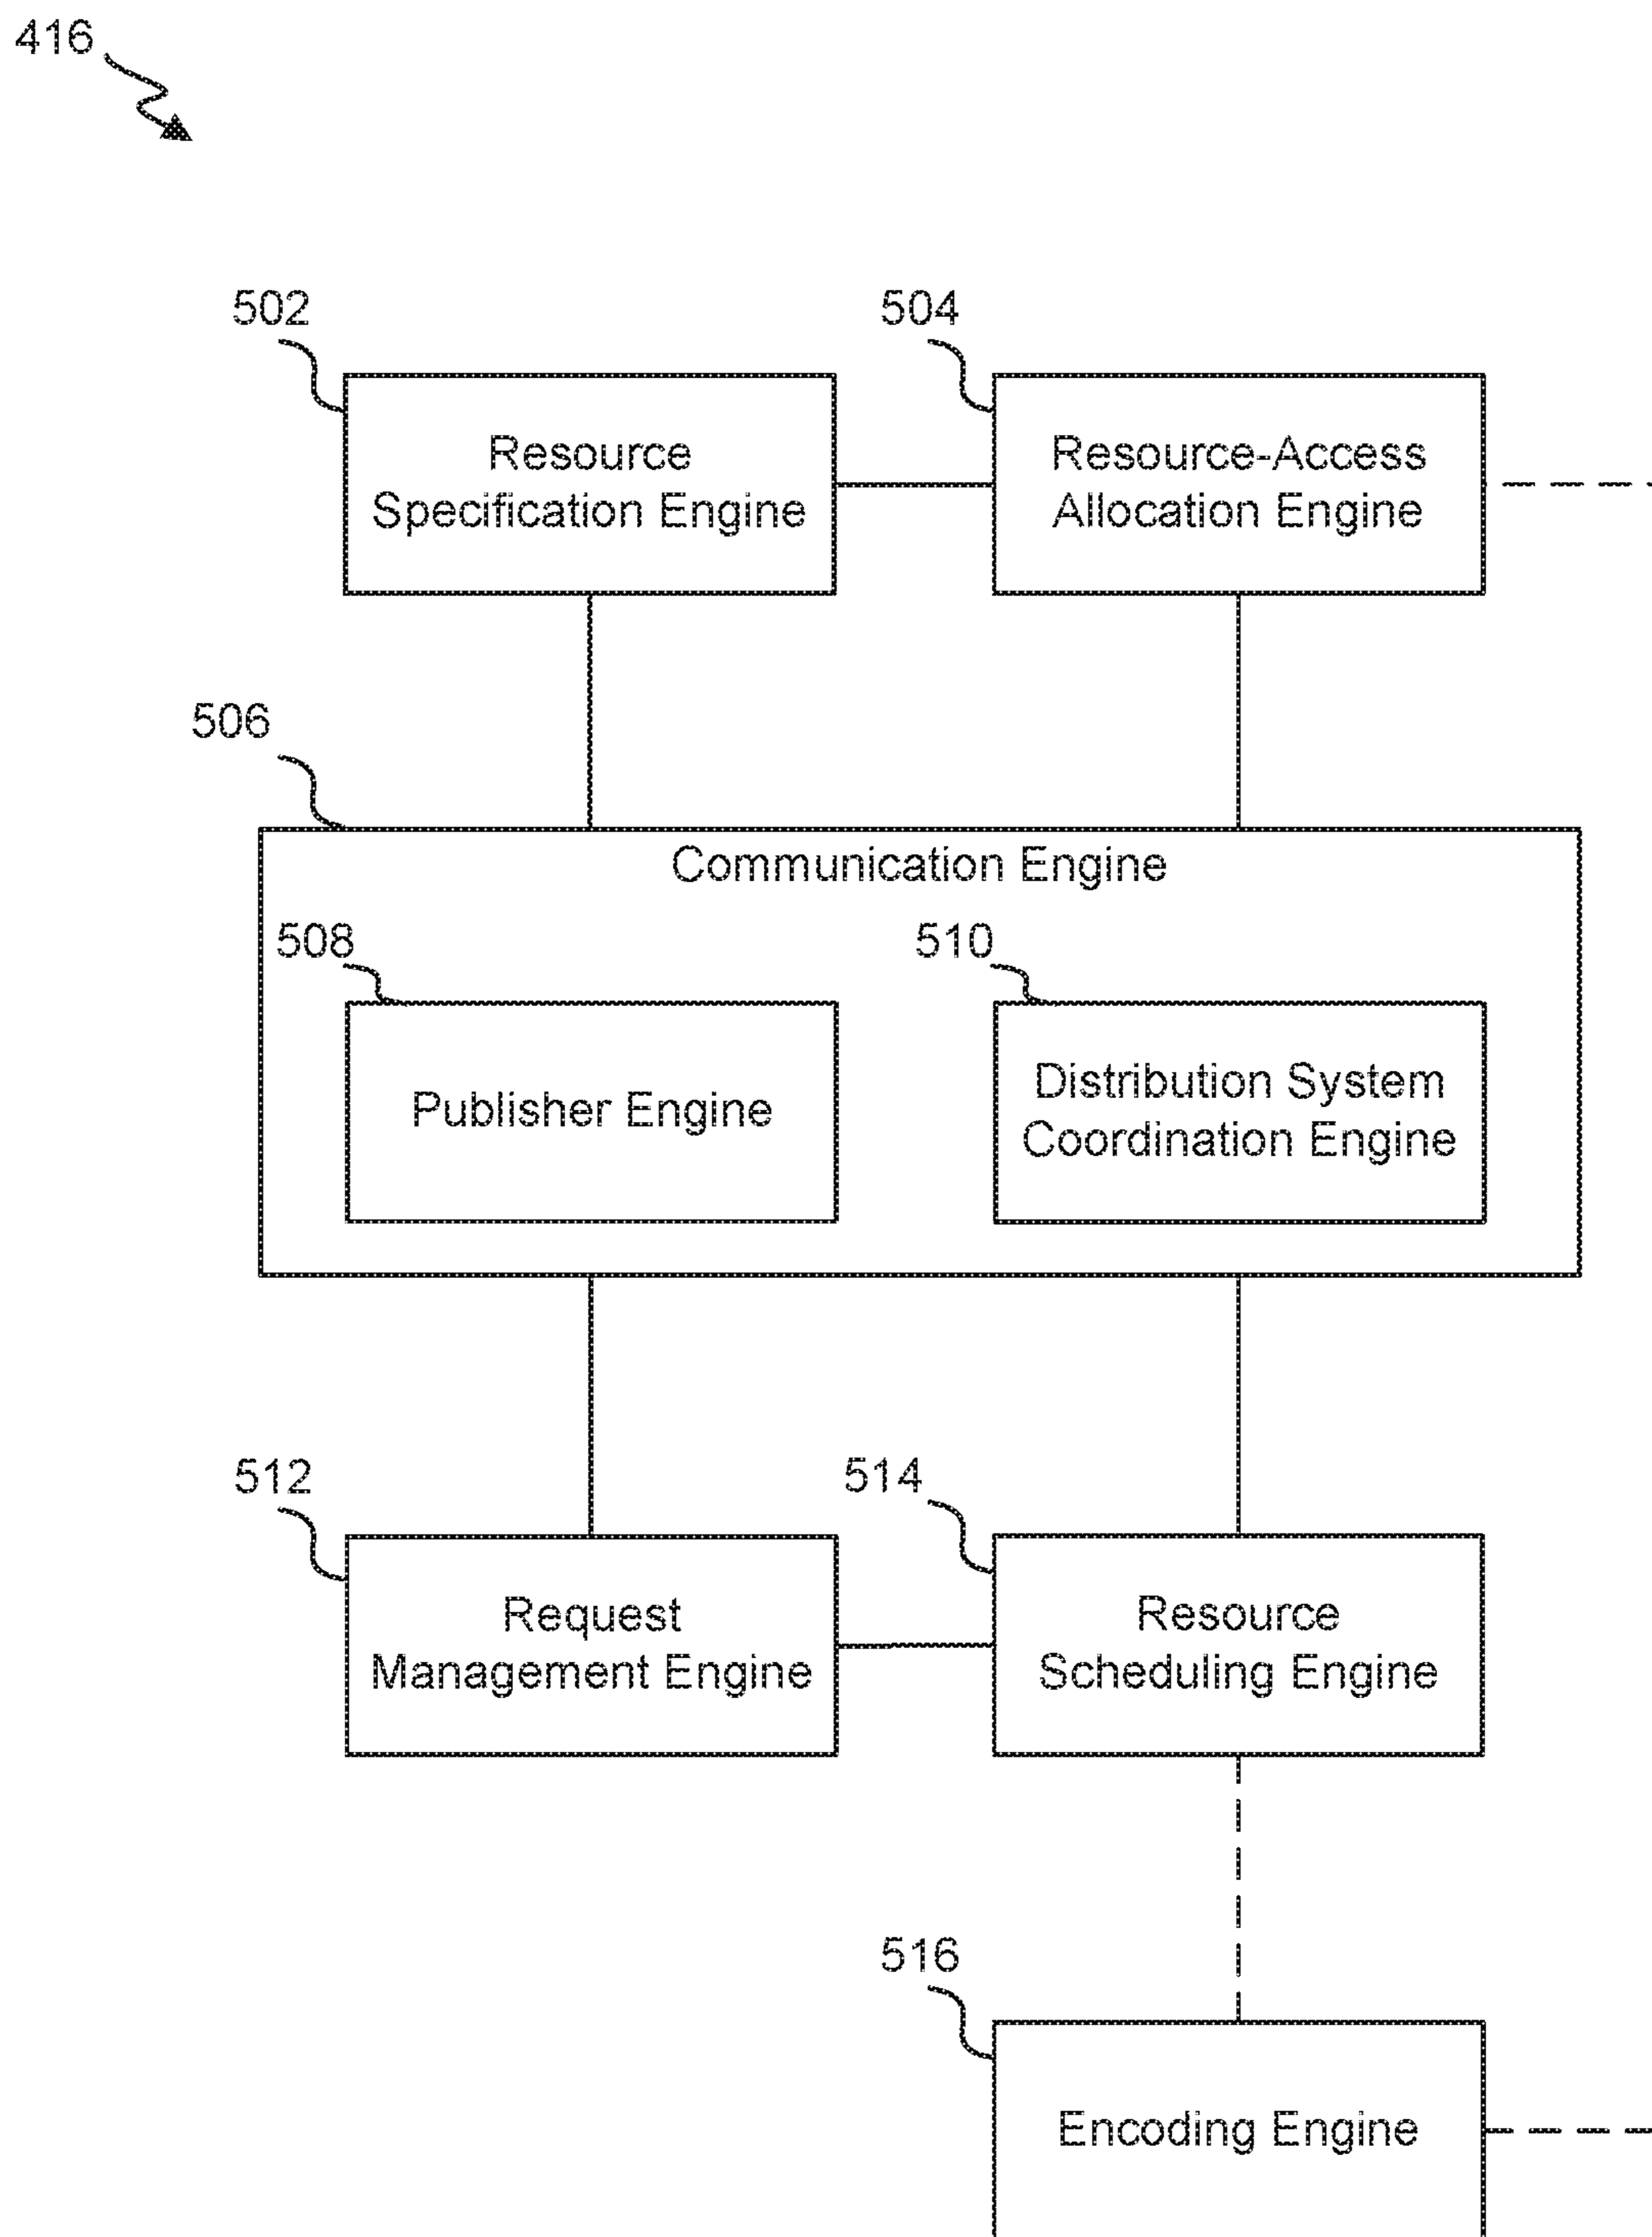 416
502
504
Resource
Specification Engine
Resource-Access
Allocation Engine
506
Communication Engine
508
510
Publisher Engine
Distribution System
Coordination Engine
512
514
Request
Management Engine
Resource
Scheduling Engine
516
Encoding Engine